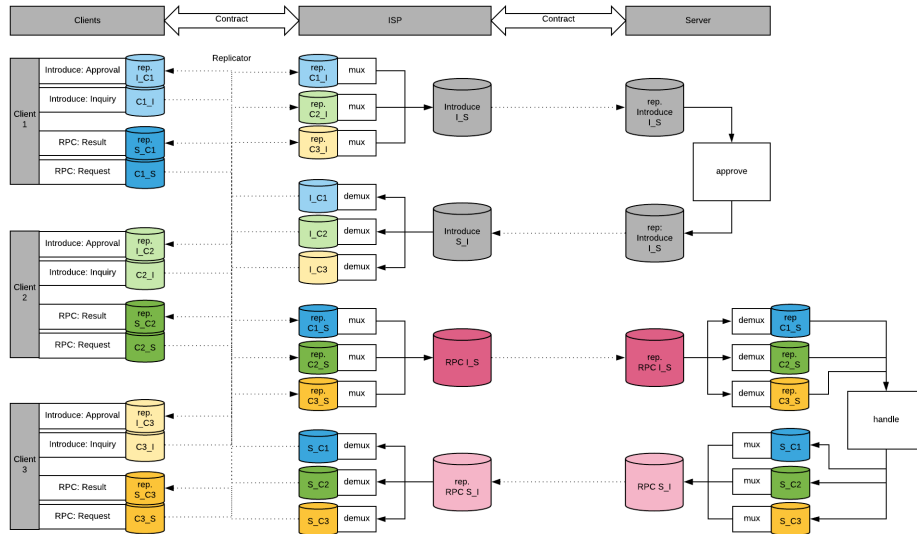 Clients
Contract
ISP
Contract
Server
Replicator
Client
1
Introduce: Approval
rep.
I_C1
Introduce: Inquiry
C1_I
RPC: Result
rep.
S_C1
RPC: Request
C1_S
Client
2
Introduce: Approval
rep.
I_C2
Introduce: Inquiry
C2_I
RPC: Result
rep.
S_C2
RPC: Request
C2_S
Client
3
Introduce: Approval
rep.
I_C3
Introduce: Inquiry
C3_I
RPC: Result
rep.
S_C3
RPC: Request
C3_S
rep.
C1_I
mux
rep.
C2_I
mux
rep.
C3_I
mux
Introduce
I_S
rep.
Introduce
I_S
approve
I_C1
demux
I_C2
demux
I_C3
demux
Introduce
S_I
rep:
Introduce
I_S
rep.
C1_S
mux
rep.
C2_S
mux
rep.
C3_S
mux
RPC I_S
rep.
RPC I_S
demux
rep
C1_S
demux
rep.
C2_S
demux
rep.
C3_S
handle
S_C1
demux
S_C2
demux
S_C3
demux
rep.
RPC S_I
RPC S_I
mux
S_C1
mux
S_C2
mux
S_C3